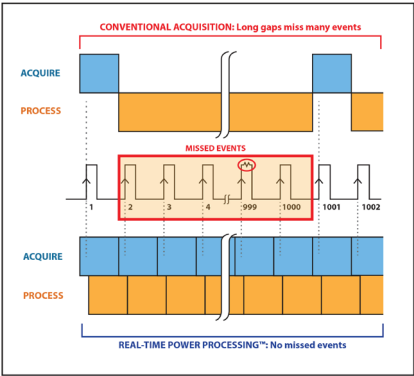 CONVENTIONAL ACQUISITION: Long gaps miss many events
ACQUIRE
PROCESS
MISSED EVENTS
1 2 3 4 999 1000 1001 1002
ACQUIRE
PROCESS
REAL-TIME POWER PROCESSING™: No missed events